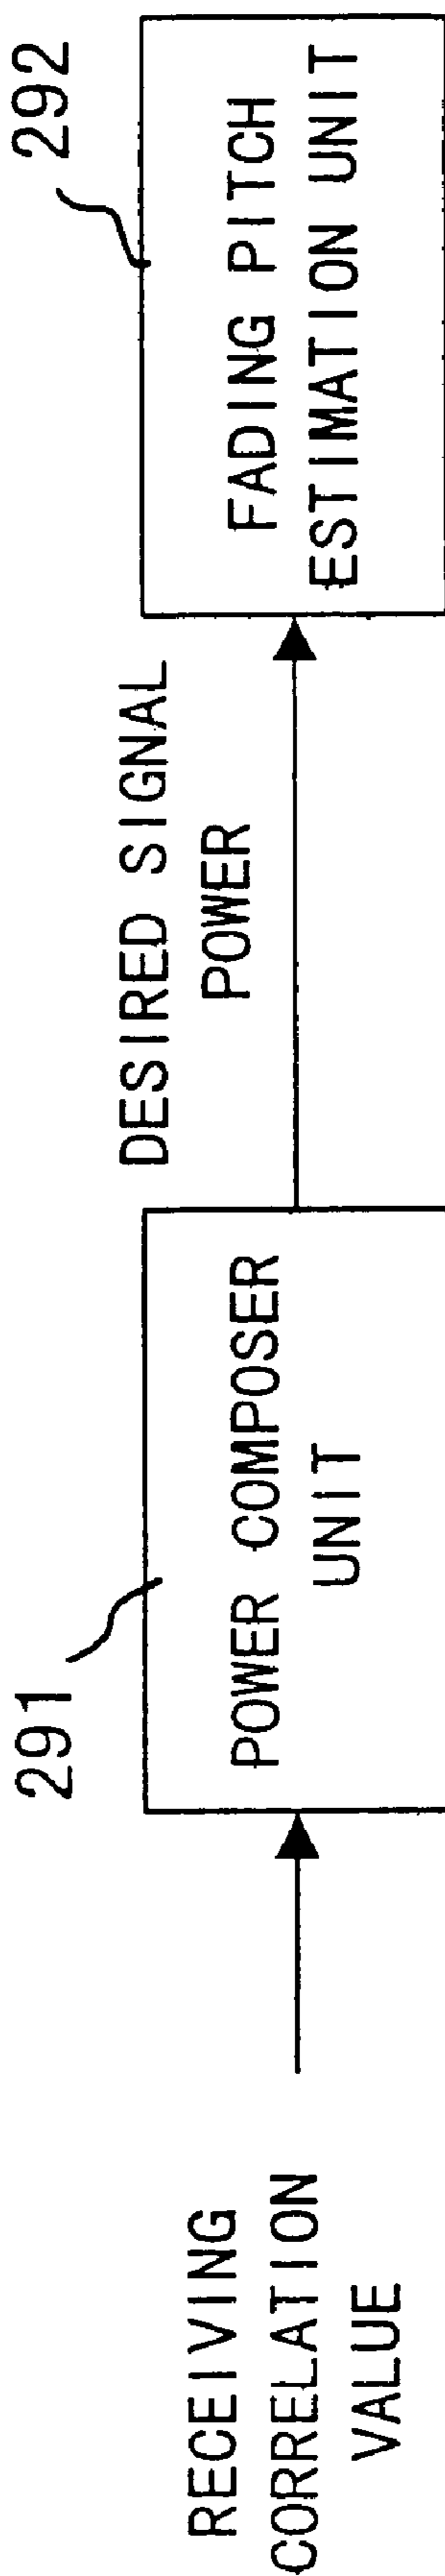 RECEIVING
CORRELATION
VALUE
291
POWER COMPOSER
UNIT
DESIRED SIGNAL
POWER
292
FADING PITCH
ESTIMATION UNIT